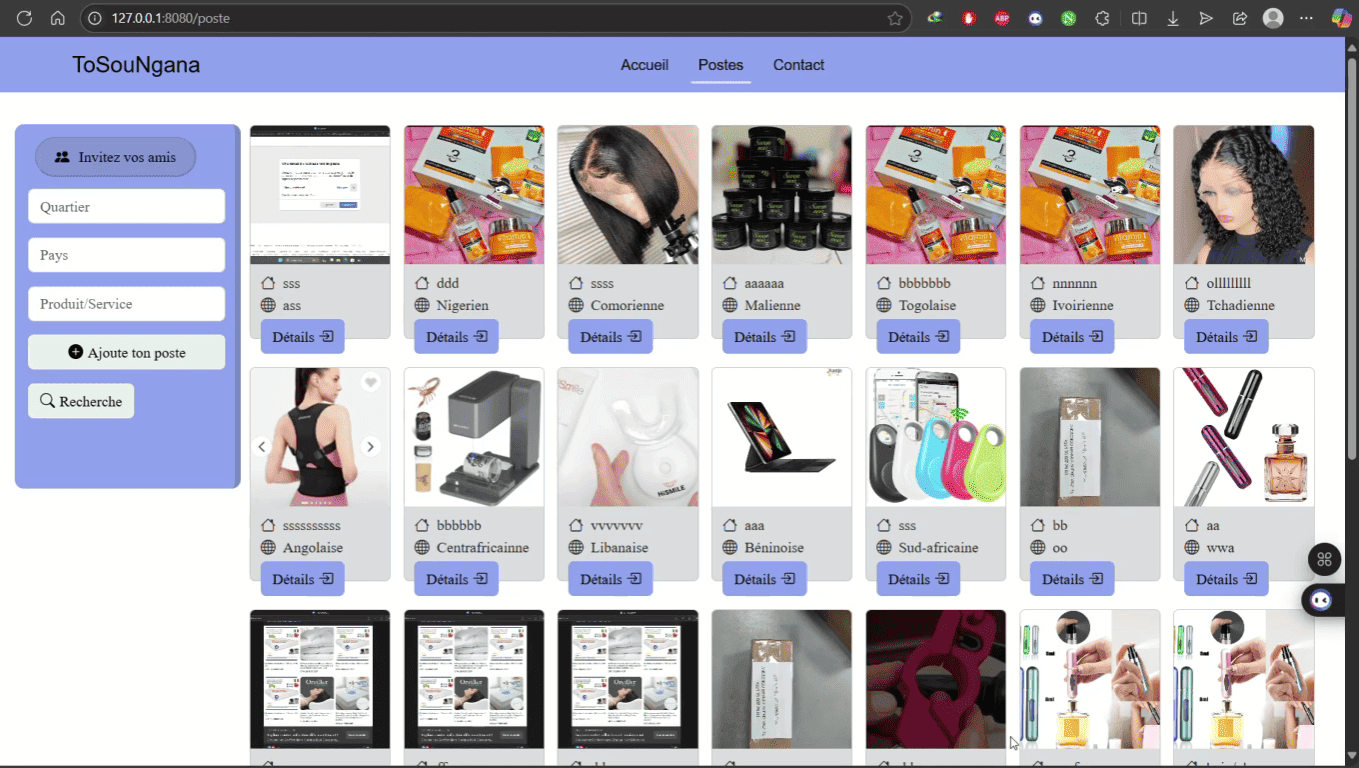 127.0.0.1:8080/poste
ToSouNgana
Accueil
Postes
Contact
Invitez vos amis
Quartier
Pays
Produit/Service
Ajoute ton poste
Recherche
sss
ass
Détails
ddd
Nigerien
Détails
ssss
Comorienne
Détails
aaaaaa
Malienne
Détails
bbbbbbb
Togolaise
Détails
nnnnnn
Ivoirienne
Détails
ollllllll
Tchadienne
Détails
ssssssssss
Angolaise
Détails
bbbbbb
Centrafricainne
Détails
HiSMILE
vvvvvvv
Libanaise
Détails
aaa
Béninoise
Détails
sss
Sud-africaine
Détails
bb
oo
Détails
aa
wwa
Détails